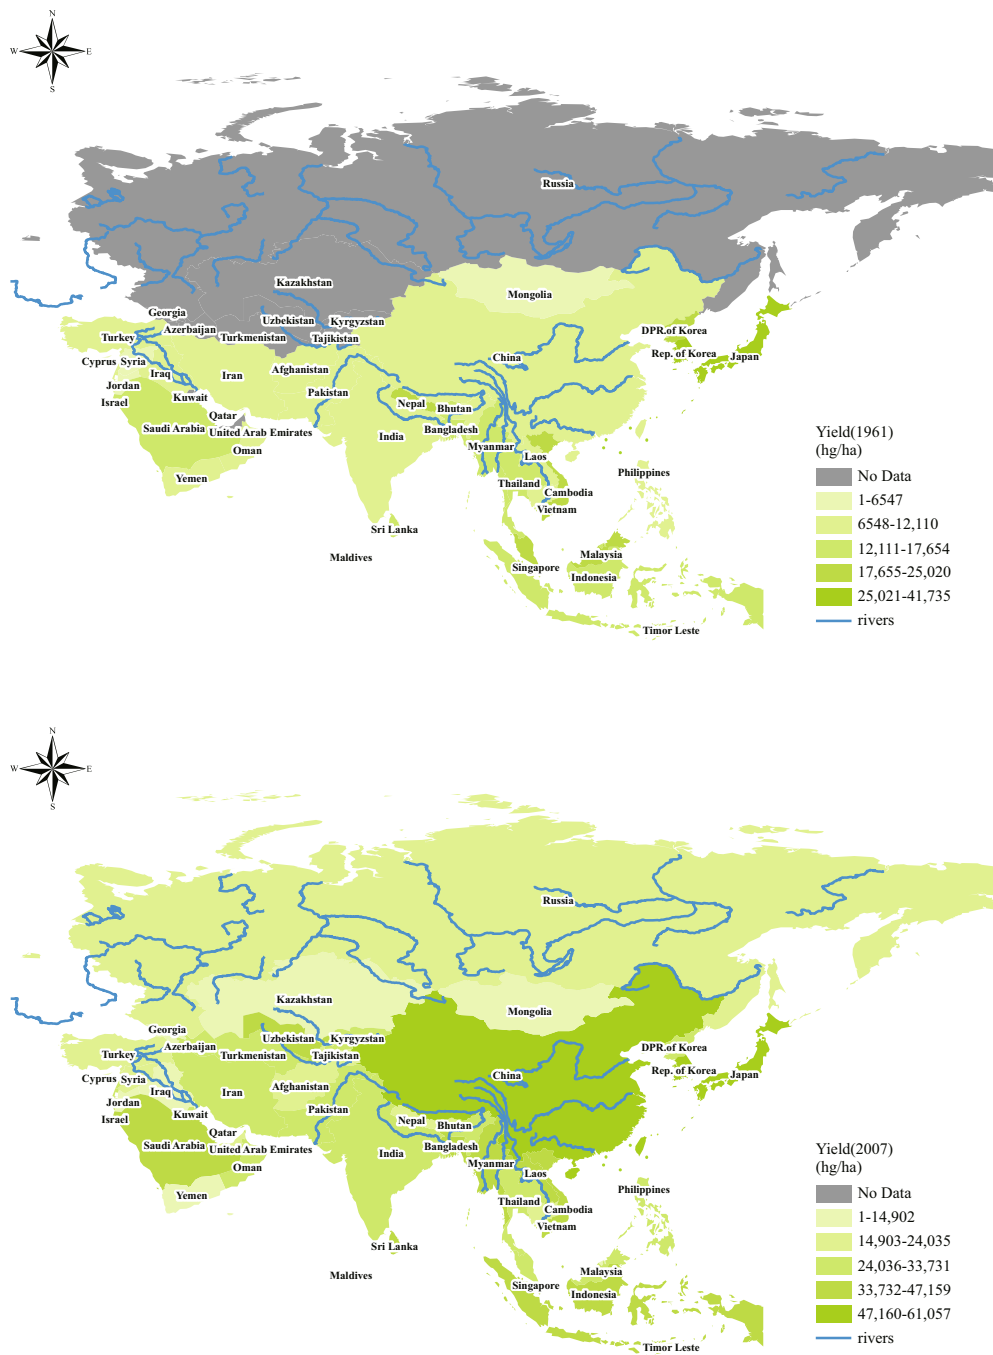 N
W E
S
Russia
Kazakhstan
Mongolia
Georgia
Uzbekistan
Kyrgyzstan
Azerbaijan
Turkey
Turkmenistan
Tajikistan
DPR.of Korea
Rep. of Korea
Japan
China
Cyprus
Syria
Iraq
Iran
Afghanistan
Jordan
Israel
Kuwait
Pakistan
Nepal
Bhutan
Qatar
Saudi Arabia
United Arab Emirates
Bangladesh
India
Oman
Myanmar
Laos
Yemen
Thailand
Philippines
Cambodia
Vietnam
Sri Lanka
Maldives
Malaysia
Singapore
Indonesia
Timor Leste
Yield(1961)
(hg/ha)
No Data
1-6547
6548-12,110
12,111-17,654
17,655-25,020
25,021-41,735
rivers
N
W E
S
Russia
Kazakhstan
Mongolia
Georgia
Uzbekistan
Kyrgyzstan
Azerbaijan
Turkey
Turkmenistan
Tajikistan
DPR.of Korea
Rep. of Korea
Japan
China
Cyprus
Syria
Iraq
Iran
Afghanistan
Jordan
Israel
Kuwait
Pakistan
Nepal
Bhutan
Qatar
Saudi Arabia
United Arab Emirates
Bangladesh
India
Oman
Myanmar
Laos
Yemen
Thailand
Philippines
Cambodia
Vietnam
Sri Lanka
Maldives
Malaysia
Singapore
Indonesia
Timor Leste
Yield(2007)
(hg/ha)
No Data
1-14,902
14,903-24,035
24,036-33,731
33,732-47,159
47,160-61,057
rivers